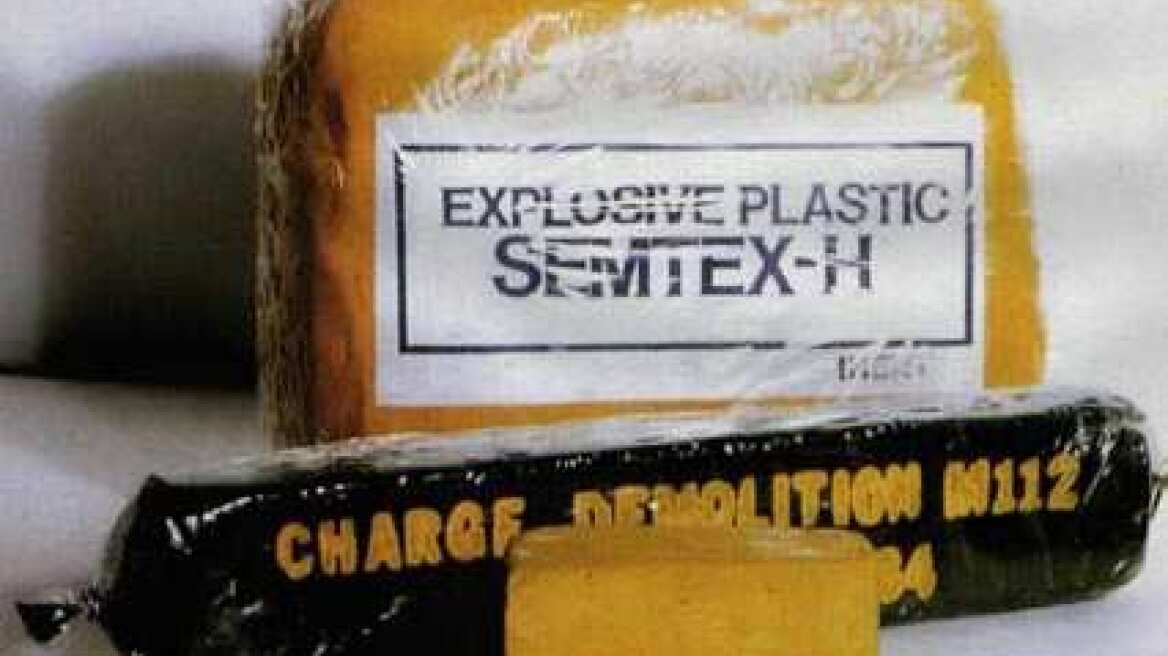 EXPLOSIVE PLASTIC
SEMTEX-H
CHARGE DEMOLITION M112